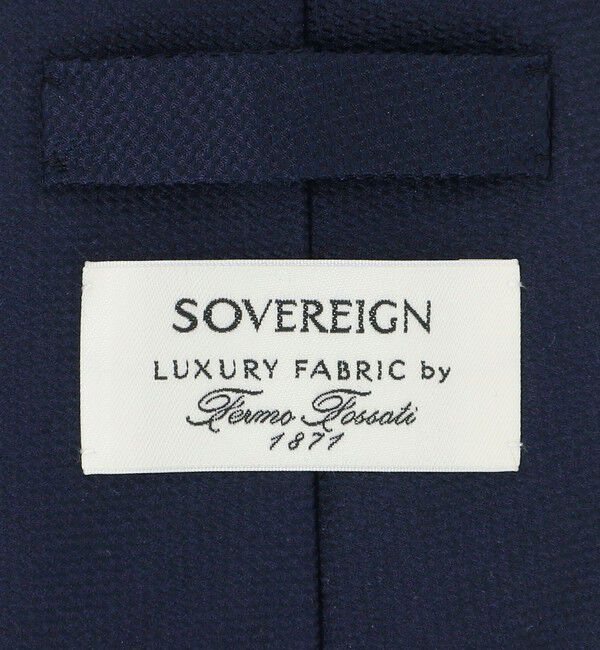 SOVEREIGN
LUXURY FABRIC by
Fermo Fossati
1871